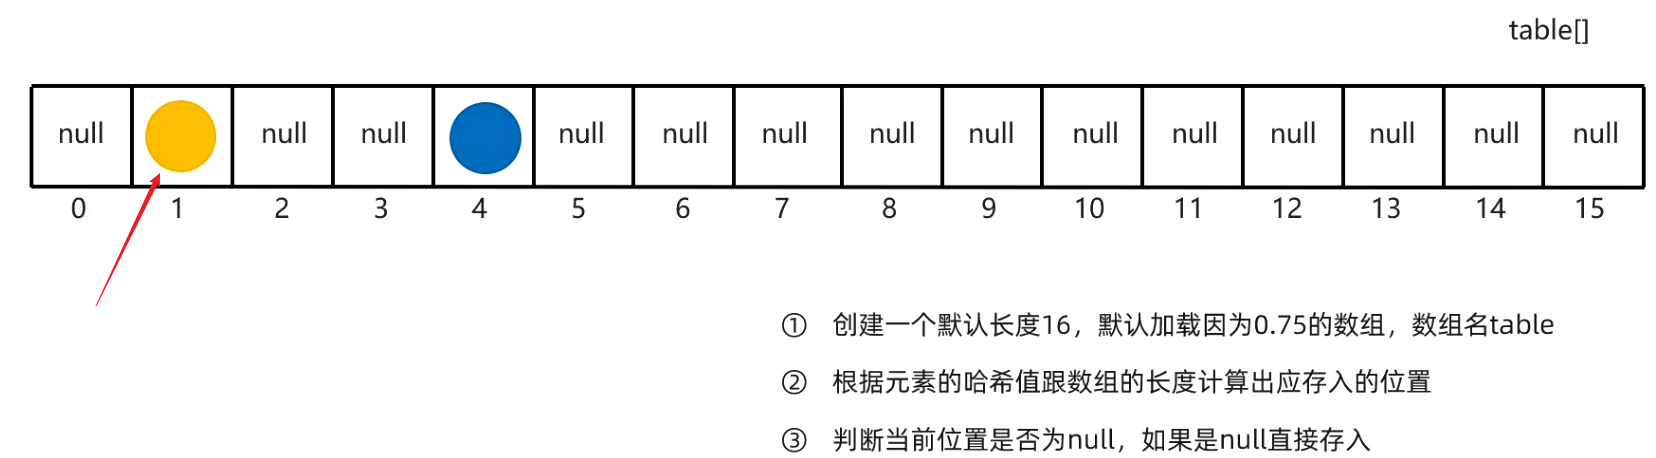 table[]
null null null null null null null null null null null null null null
0 1 2 3 4 5 6 7 8 9 10 11 12 13 14 15
① 创建一个默认长度16，默认加载因为0.75的数组，数组名table
② 根据元素的哈希值跟数组的长度计算出应存入的位置
③ 判断当前位置是否为null，如果是null直接存入